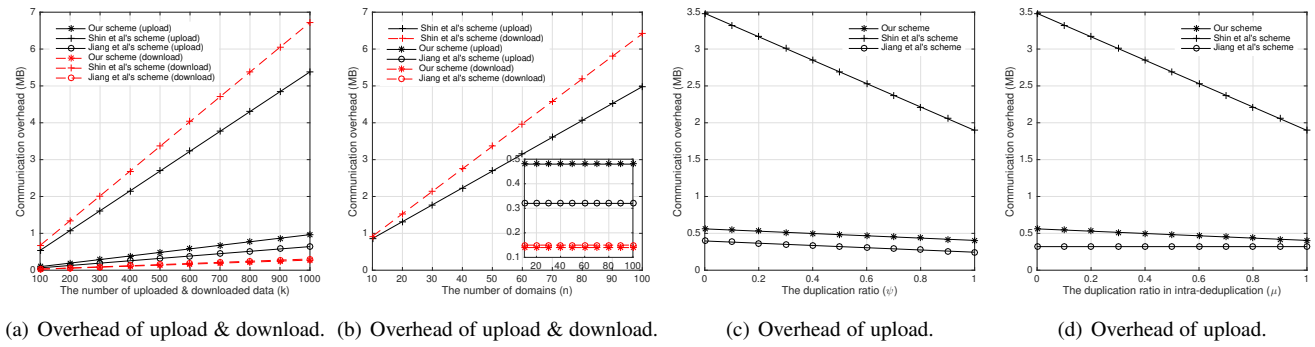 Communication overhead (MB)
7
6
5
4
3
2
1
0
Our scheme (upload)
Shin et al's scheme (upload)
Jiang et al's scheme (upload)
Our scheme (download)
Shin et al's scheme (download)
Jiang et al's scheme (download)
100 200 300 400 500 600 700 800 900 1000
The number of uploaded & downloaded data (k)
(a) Overhead of upload & download.
Communication overhead (MB)
7
6
5
4
3
2
1
0
Shin et al's scheme (upload)
Shin et al's scheme (download)
Our scheme (upload)
Jiang et al's scheme (upload)
Our scheme (download)
Jiang et al's scheme (download)
0.5
0.4
0.3
0.2
0.1
20 40 60 80 100
10 20 30 40 50 60 70 80 90 100
The number of domains (n)
(b) Overhead of upload & download.
Communication overhead (MB)
3.5
3.0
2.5
2.0
1.5
1.0
0.5
0
Our scheme
Shin et al's scheme
Jiang et al's scheme
0 0.2 0.4 0.6 0.8 1
The duplication ratio (ψ)
(c) Overhead of upload.
Communication overhead (MB)
3.5
3.0
2.5
2.0
1.5
1.0
0.5
0
Our scheme
Shin et al's scheme
Jiang et al's scheme
0 0.2 0.4 0.6 0.8 1
The duplication ratio in intra-deduplication (μ)
(d) Overhead of upload.